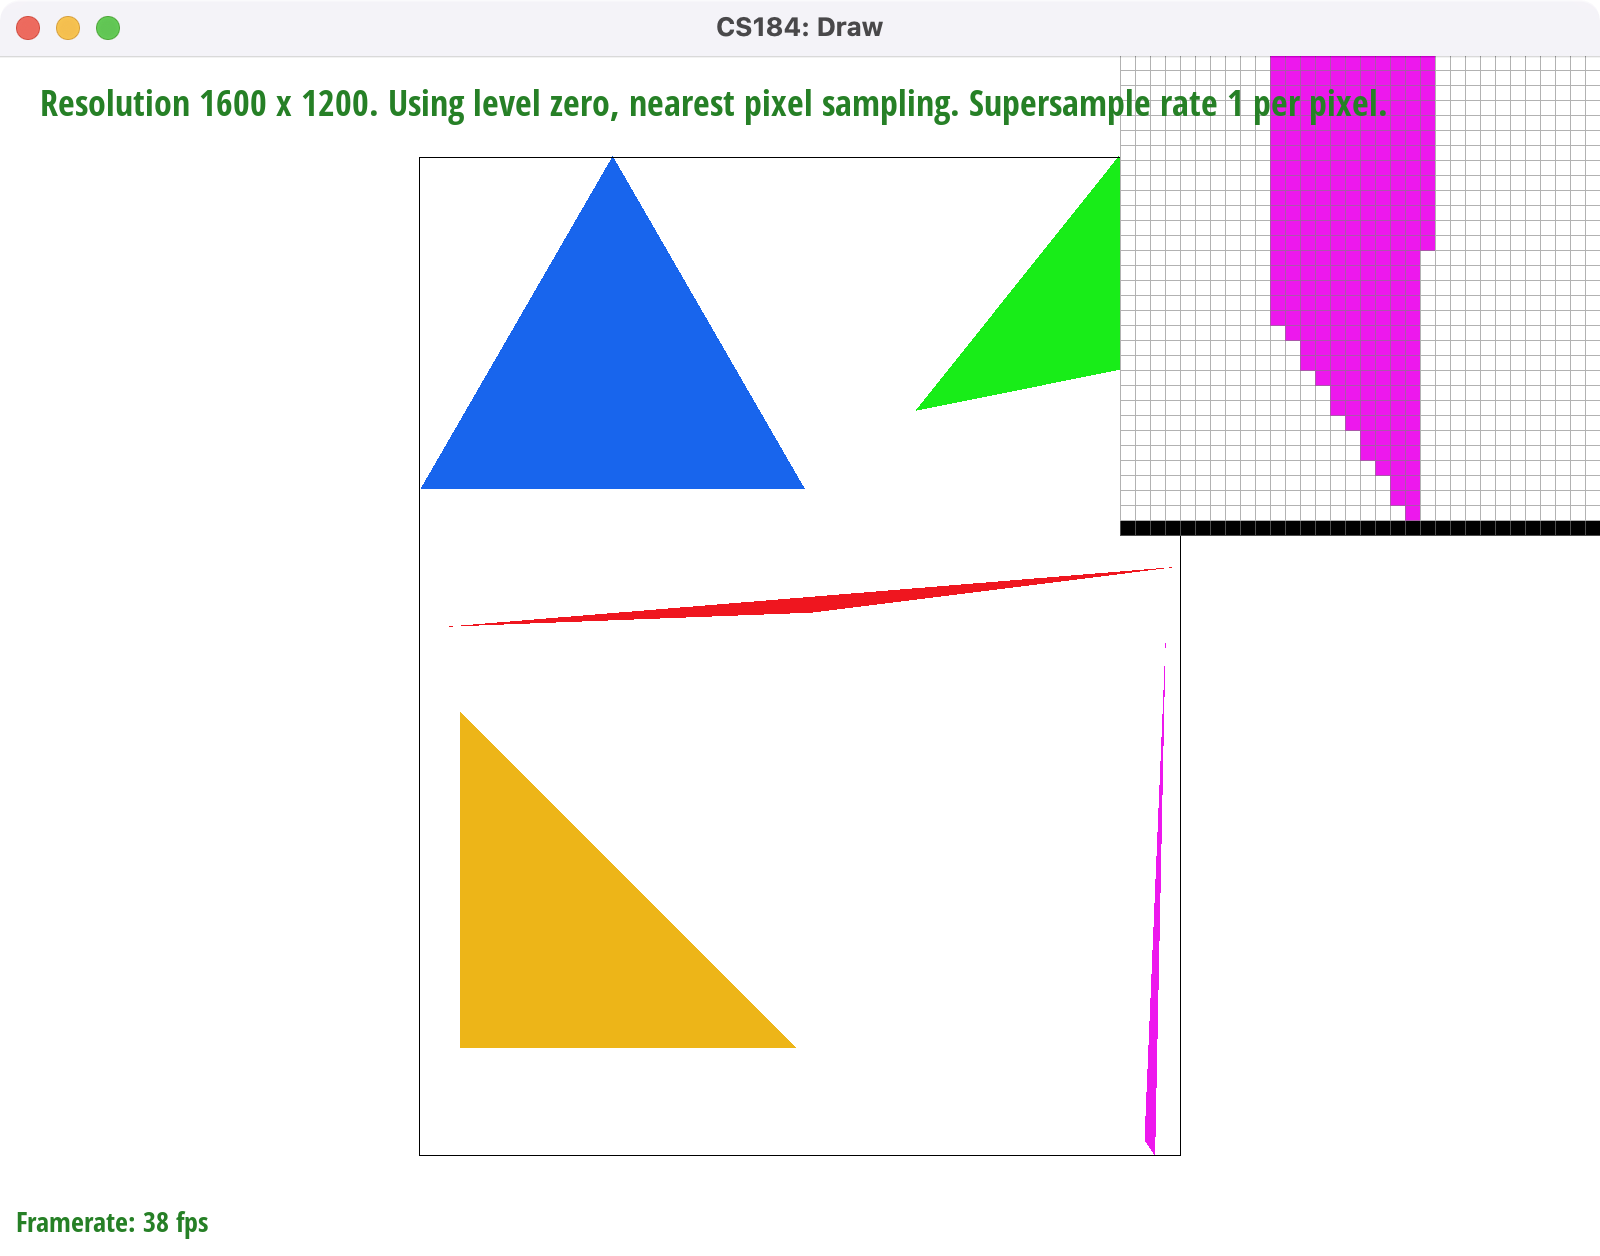 CS184: Draw
Resolution 1600 x 1200. Using level zero, nearest pixel sampling. Supersample rate 1 per pixel.
Framerate: 38 fps